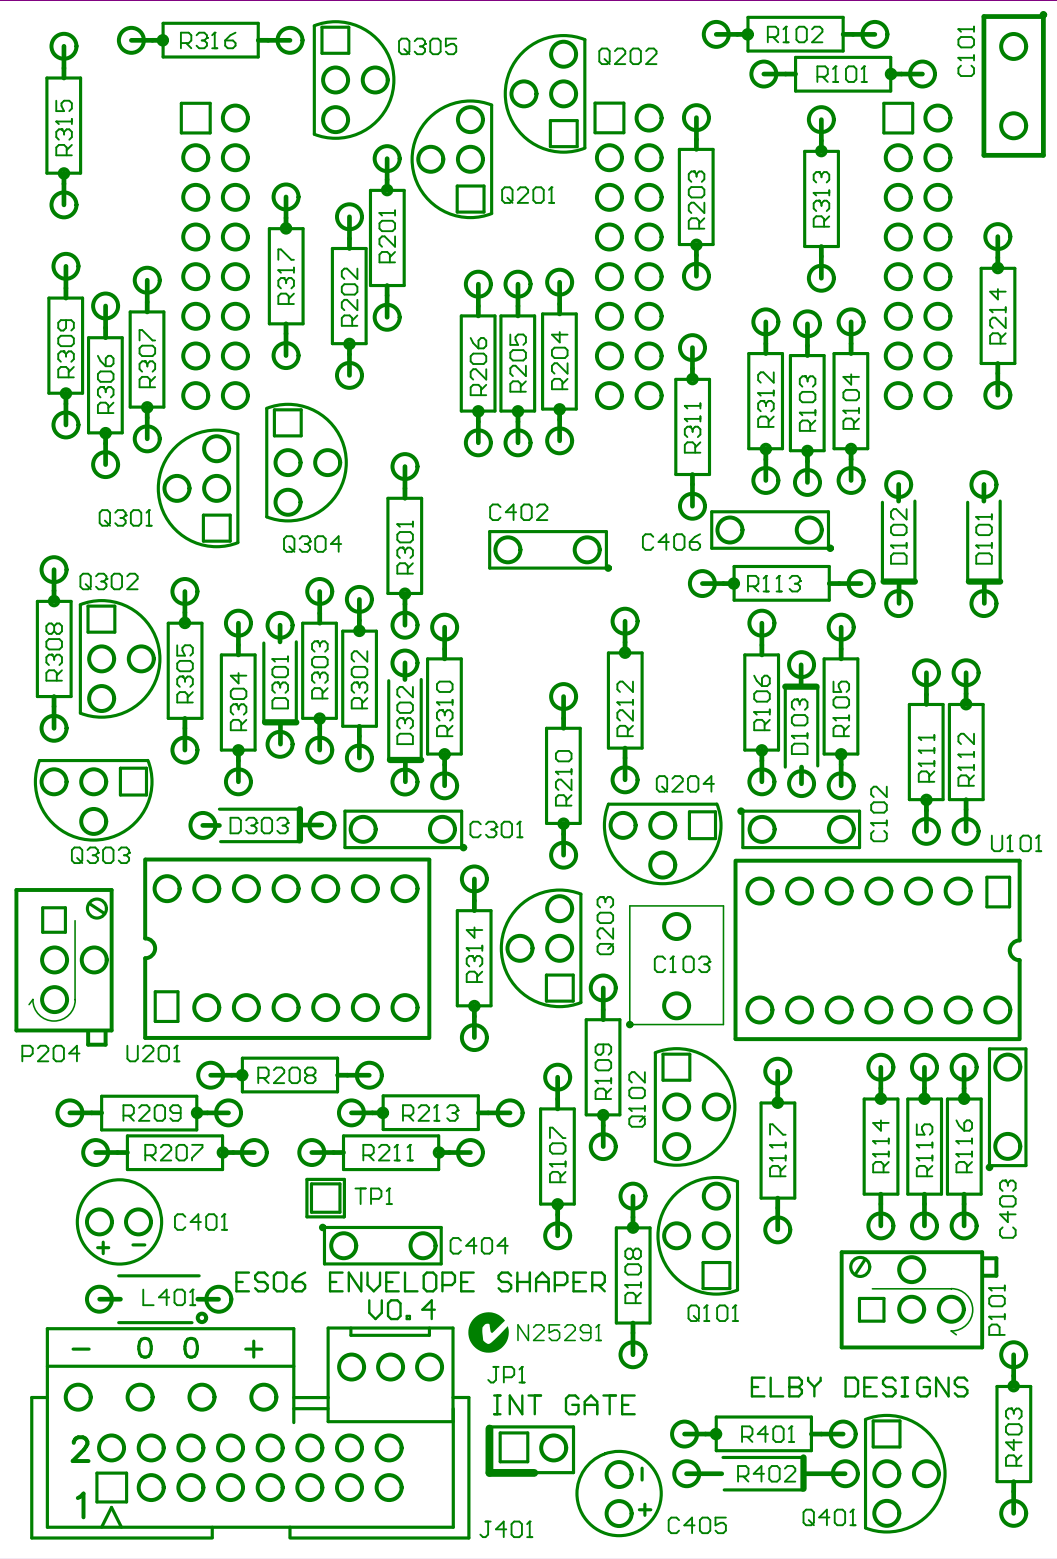 R316
Q305
Q202
R102
R101
C101
R315
Q201
R203
R313
R201
R317
R202
R214
R309
R306
R307
R206
R205
R204
R311
R312
R103
R104
Q301
Q304
R301
C402
C406
D102
D101
R113
Q302
R308
R305
R304
D301
R303
R302
D302
R310
R212
R106
D103
R105
R111
R112
R210
Q204
C102
D303
C301
U101
Q303
R314
Q203
C103
P204
U201
R208
R109
Q102
R209
R213
R207
R211
R107
R117
R114
R115
R116
C403
TP1
C401
+ −
C404
R108
Q101
P101
L401
ES06 ENVELOPE SHAPER
V0.4
N25291
− 0 0 +
JP1
INT GATE
ELBY DESIGNS
R403
R401
R402
2
1
J401
−
+
C405
Q401